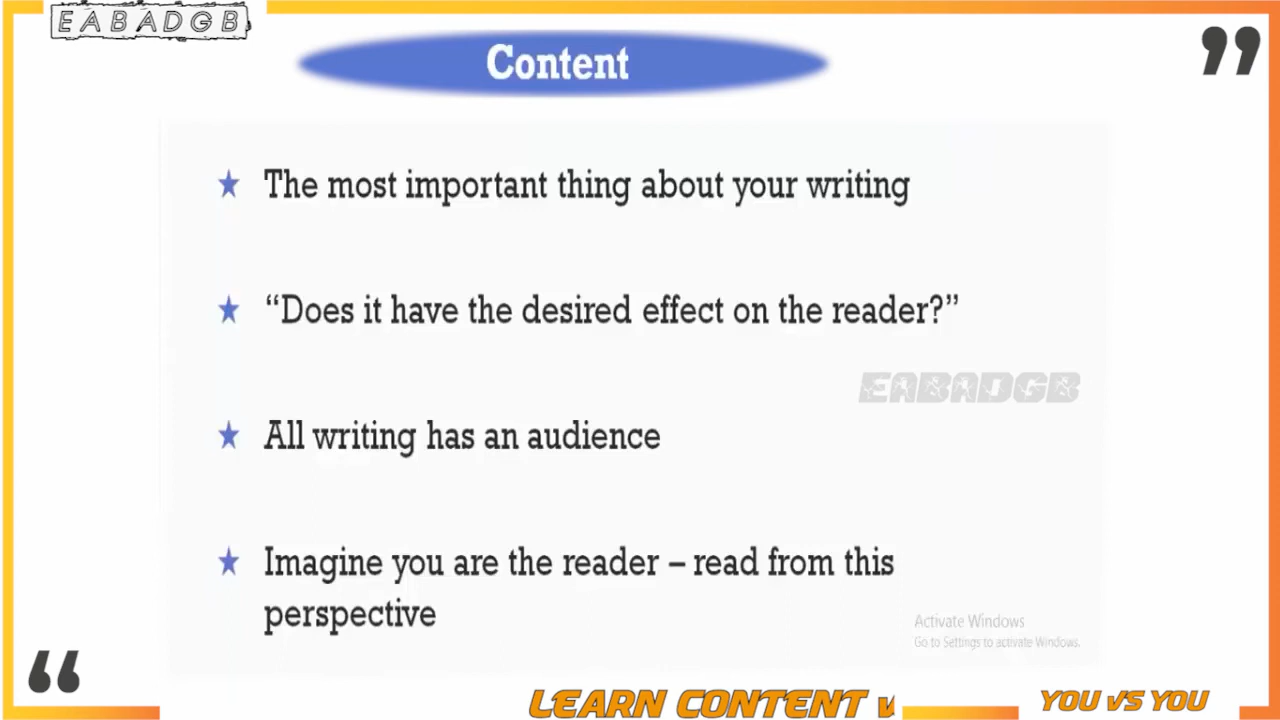 EABADGB
Content
The most important thing about your writing
“Does it have the desired effect on the reader?”
EABADGB
All writing has an audience
Imagine you are the reader – read from this
perspective
Activate Windows
Go to Settings to activate Windows.
LEARN CONTENT
YOU vS YOU